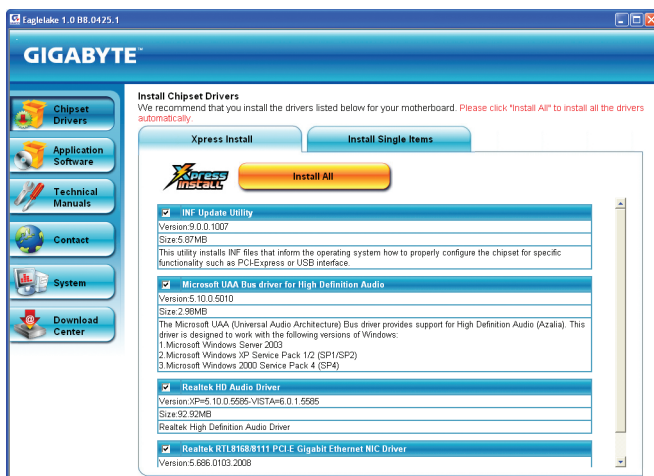 Eaglelake 1.0 B8.0425.1
GIGABYTE™
Chipset
Drivers
Application
Software
Technical
Manuals
Contact
System
Download
Center
Install Chipset Drivers
We recommend that you install the drivers listed below for your motherboard. Please click "Install All" to install all the drivers
automatically.
Xpress Install
Install Single Items
Xpress
INSTALL
Install All
INF Update Utility
Version:9.0.0.1007
Size:5.87MB
This utility installs INF files that inform the operating system how to properly configure the chipset for specific
functionality such as PCI-Express or USB interface.
Microsoft UAA Bus driver for High Definition Audio
Version:5.10.0.5010
Size:2.98MB
The Microsoft UAA (Universal Audio Architecture) Bus driver provides support for High Definition Audio (Azalia). This
driver is designed to work with the following versions of Windows:
1.Microsoft Windows Server 2003
2.Microsoft Windows XP Service Pack 1/2 (SP1/SP2)
3.Microsoft Windows 2000 Service Pack 4 (SP4)
Realtek HD Audio Driver
Version:XP=5.10.0.5585-VISTA=6.0.1.5585
Size:92.92MB
Realtek High Definition Audio Driver
Realtek RTL8168/8111 PCI-E Gigabit Ethernet NIC Driver
Version:5.686.0103.2008